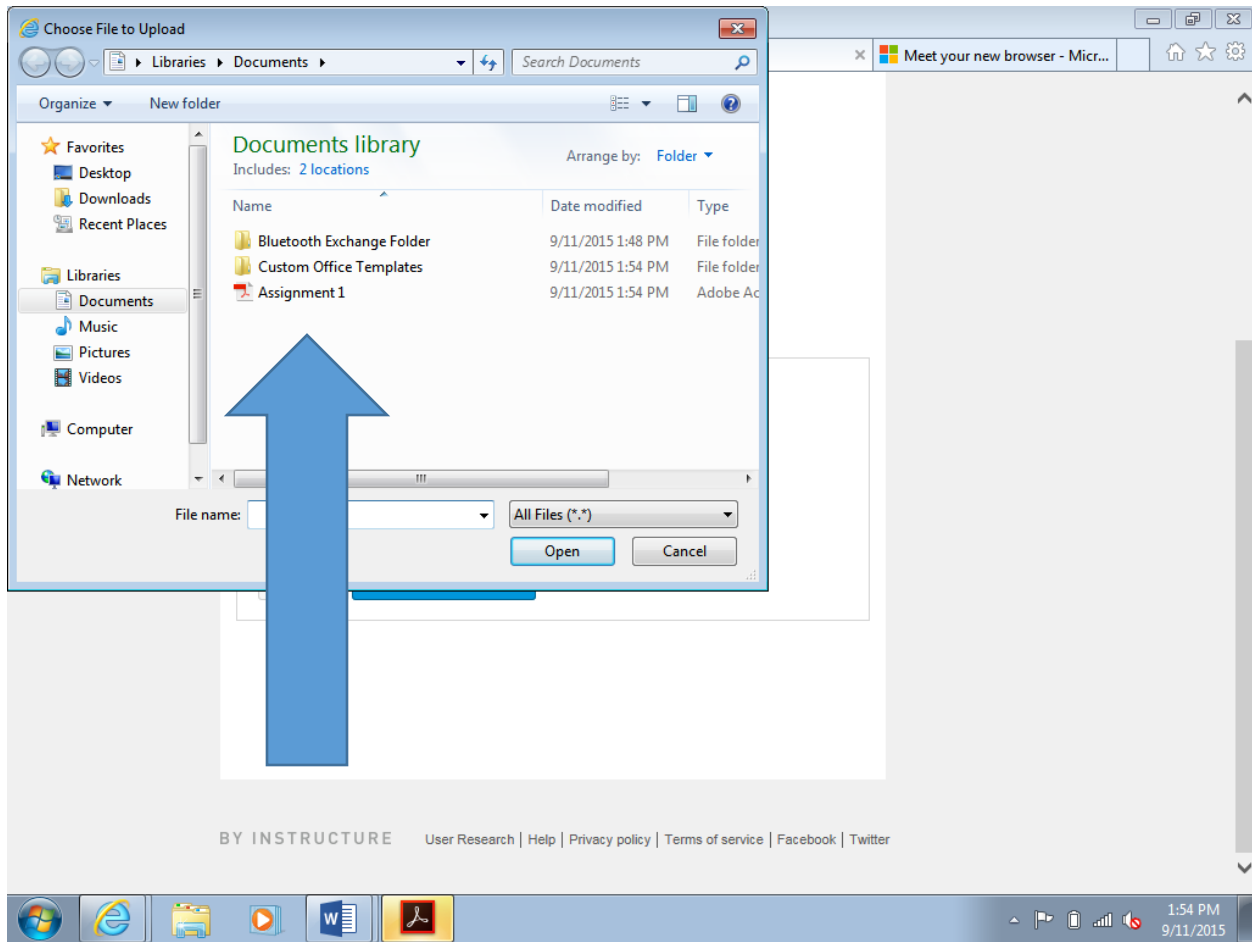 Choose File to Upload
Libraries Documents
Search Documents
Meet your new browser - Micr...
Organize New folder
Favorites
Desktop
Downloads
Recent Places
Libraries
Documents
Music
Pictures
Videos
Computer
Network
Documents library
Includes: 2 locations
Arrange by: Folder
Name Date modified Type
Bluetooth Exchange Folder 9/11/2015 1:48 PM File folder
Custom Office Templates 9/11/2015 1:54 PM File folder
Assignment 1 9/11/2015 1:54 PM Adobe Ac
File name: All Files (*.*)
Open Cancel
BY INSTRUCTURE User Research | Help | Privacy policy | Terms of service | Facebook | Twitter
1:54 PM
9/11/2015